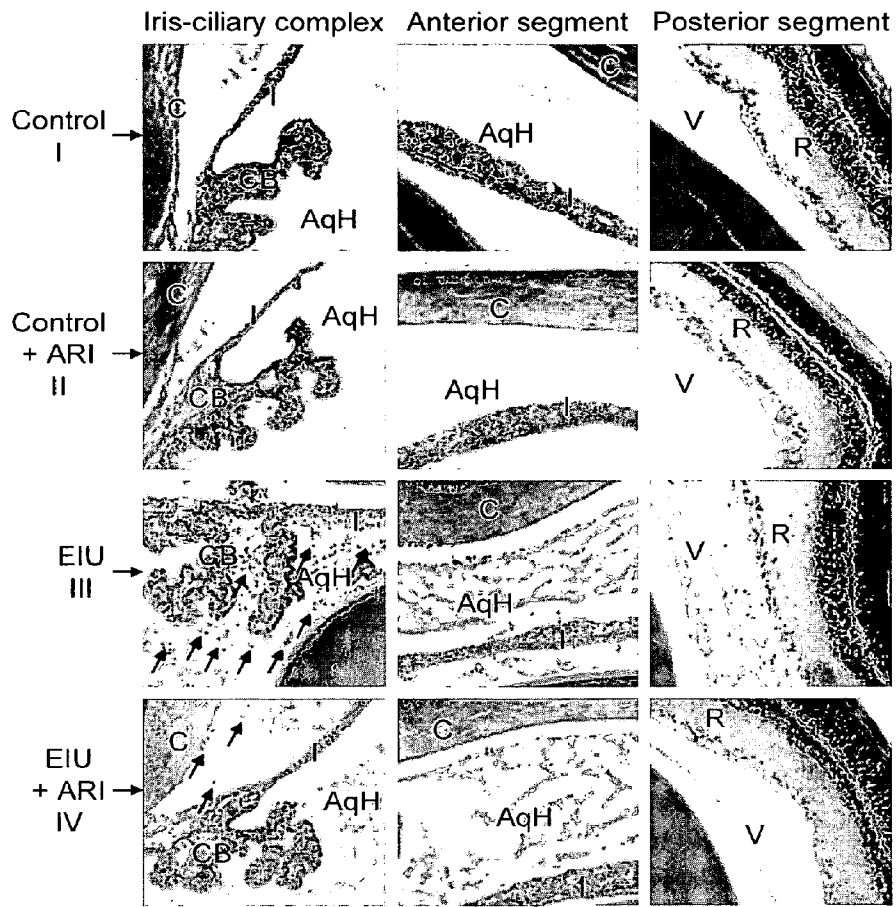 Iris-ciliary complex Anterior segment Posterior segment
Control
I
C
I
CB
AqH
C
AqH
I
V
R
Control
+ ARI
II
C
I
AqH
CB
C
AqH
I
R
V
EIU
III
I
CB
AqH
C
AqH
I
V
R
EIU
+ ARI
IV
C
I
AqH
CB
C
AqH
I
R
V